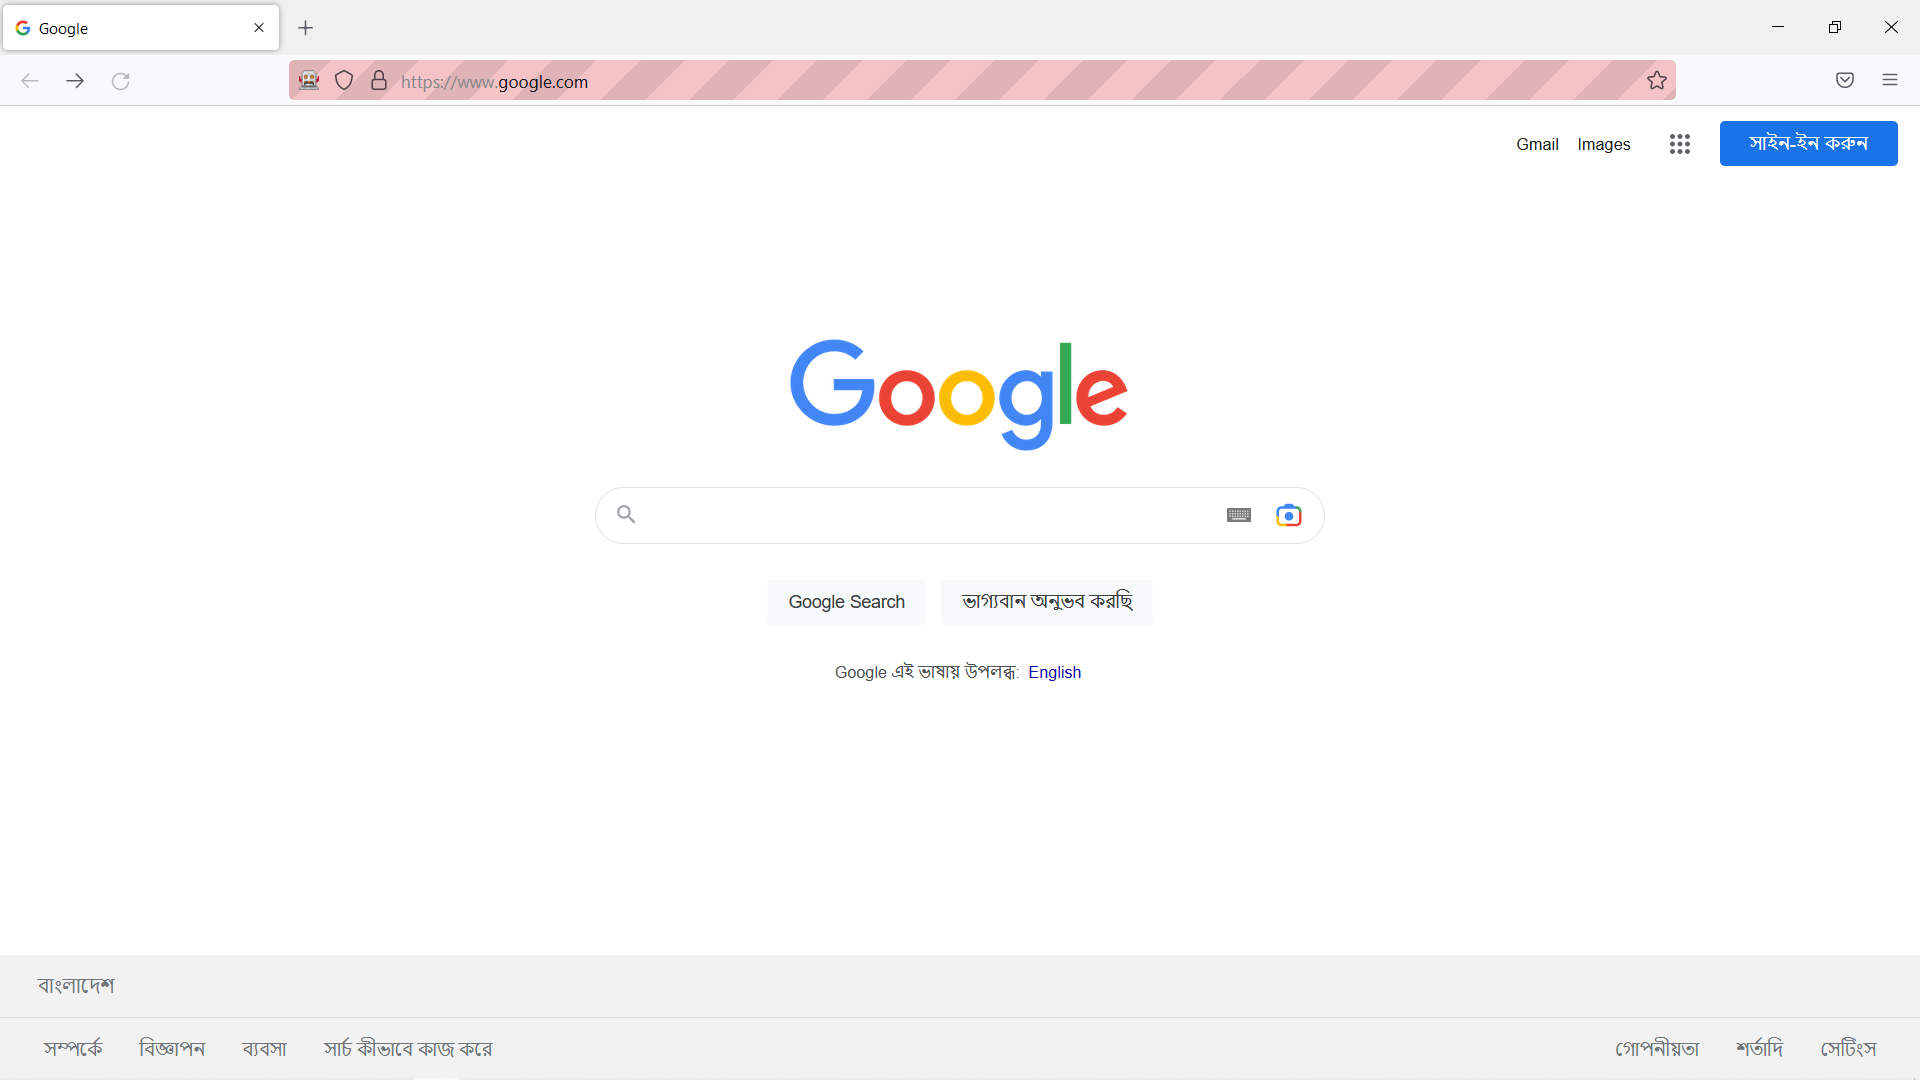 Google
https://www.google.com
Gmail Images সাইন-ইন করুন
Google
Google Search ভাগ্যবান অনুভব করছি
Google এই ভাষায় উপলব্ধ: English
বাংলাদেশ
সম্পর্কে বিজ্ঞাপন ব্যবসা সার্চ কীভাবে কাজ করে গোপনীয়তা শর্তাদি সেটিংস